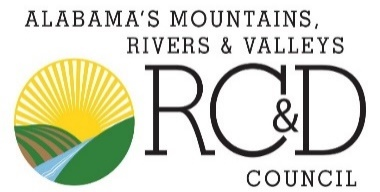 ALABAMA'S MOUNTAINS,
RIVERS & VALLEYS
RC&D
COUNCIL